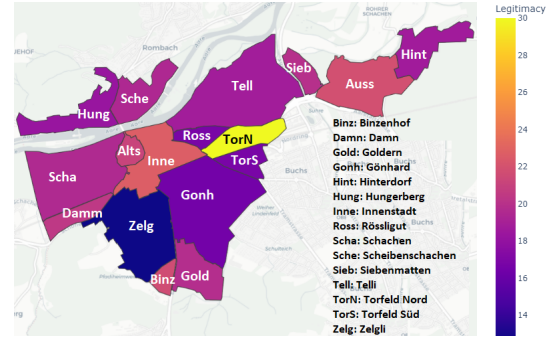 Legitimacy
30
28
26
24
22
20
18
16
14
ROHRER
SCHACHEN
Rombach
Hint
Sieb
Tell
Auss
Sche
Hung
Ross
TorN
Alts
Inne
TorS
Scha
Buchs
Gonh
Damm
Zelg
Binz
Gold
Buchs
Binz: Binzenhof
Damn: Damn
Gold: Goldern
Gonh: Gönhard
Hint: Hinterdorf
Hung: Hungerberg
Inne: Innenstadt
Ross: Rössligut
Scha: Schachen
Sche: Scheibenschachen
Sieb: Siebenmatten
Tell: Telli
TorN: Torfeld Nord
TorS: Torfeld Süd
Zelg: Zelgli